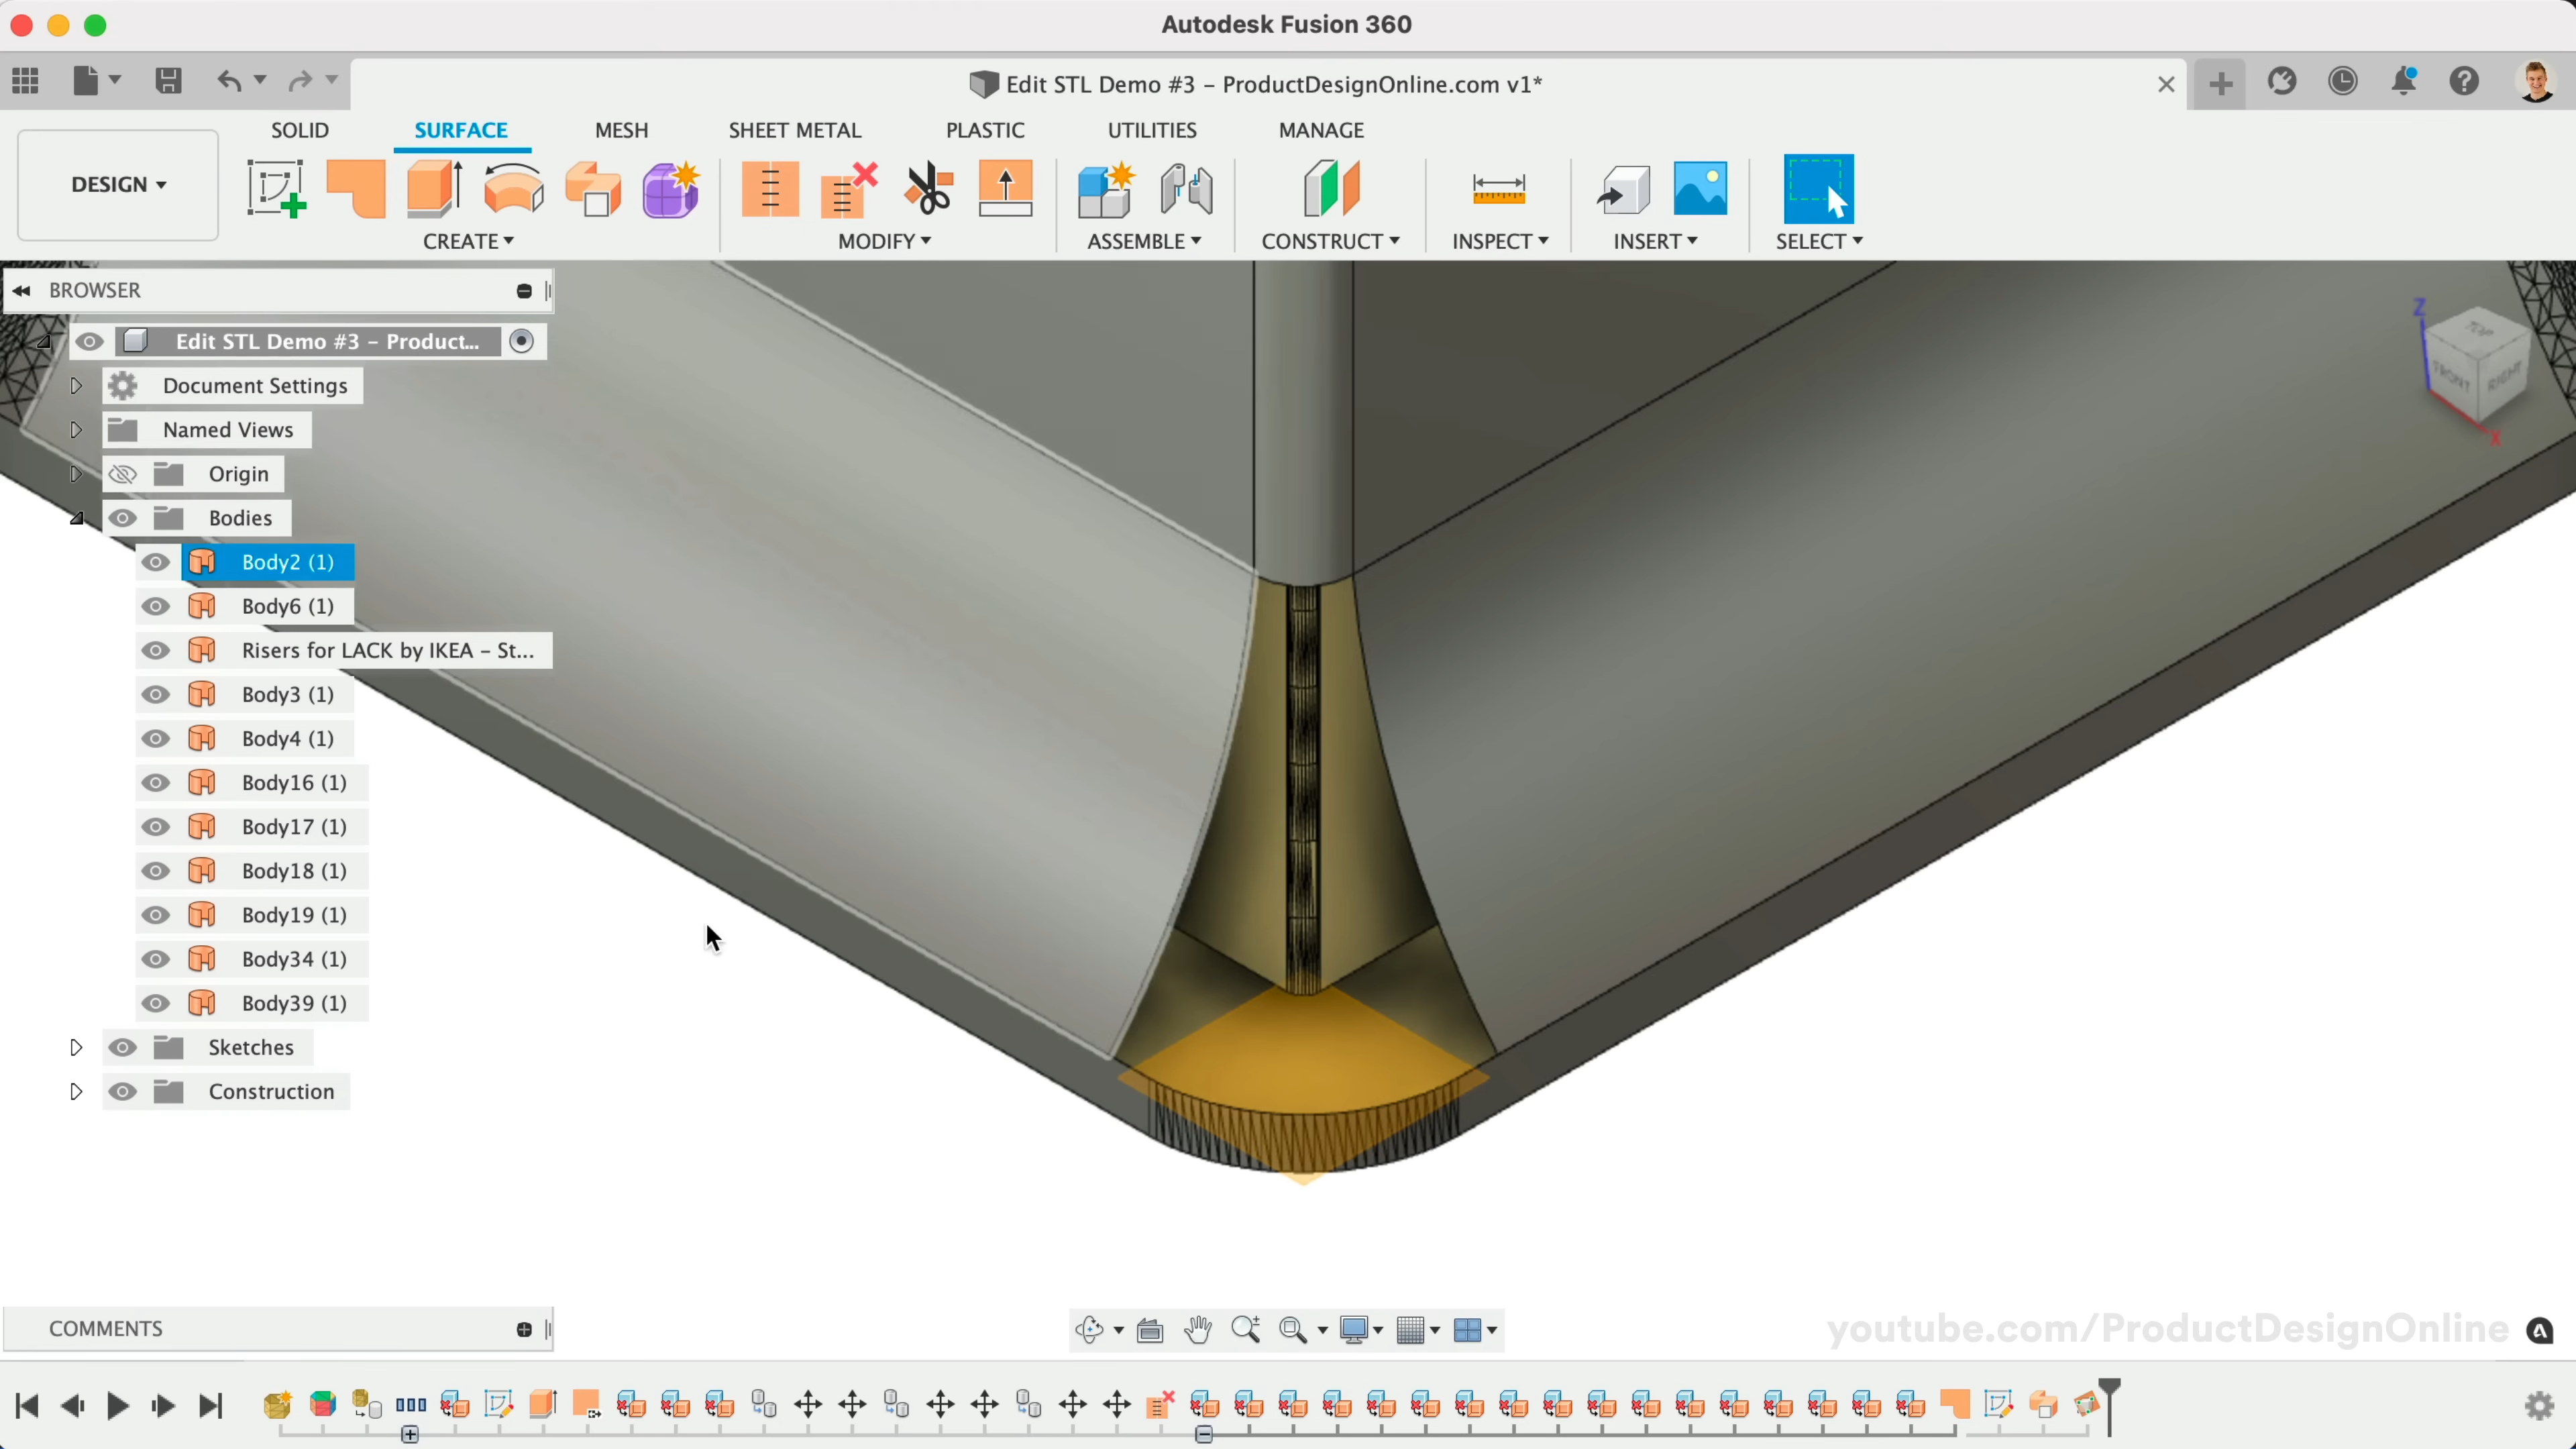 Autodesk Fusion 360
Edit STL Demo #3 – ProductDesignOnline.com v1*
SOLID SURFACE MESH SHEET METAL PLASTIC UTILITIES MANAGE
DESIGN
CREATE MODIFY ASSEMBLE CONSTRUCT INSPECT INSERT SELECT
BROWSER
Edit STL Demo #3 – Product...
Document Settings
Named Views
Origin
Bodies
Body2 (1)
Body6 (1)
Risers for LACK by IKEA – St...
Body3 (1)
Body4 (1)
Body16 (1)
Body17 (1)
Body18 (1)
Body19 (1)
Body34 (1)
Body39 (1)
Sketches
Construction
Z
TOP
FRONT RIGHT
X
COMMENTS
youtube.com/ProductDesignOnline